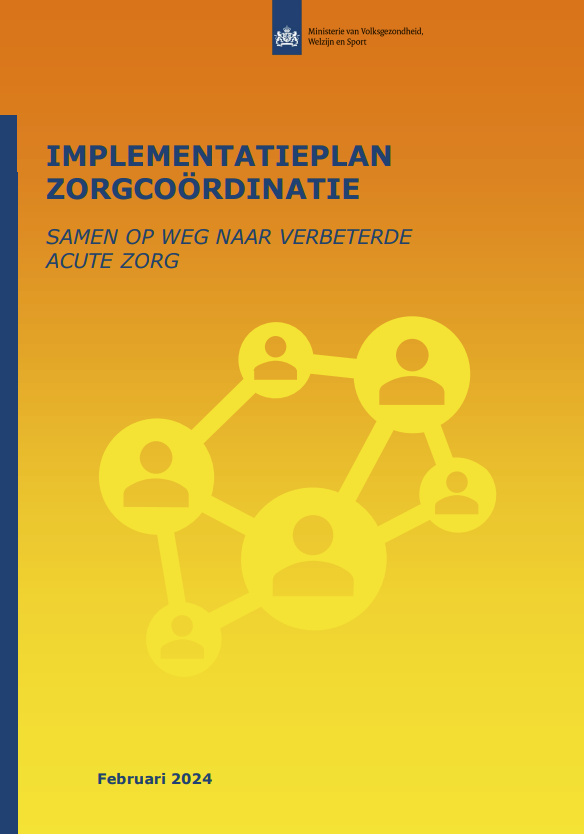 Ministerie van Volksgezondheid,
Welzijn en Sport
IMPLEMENTATIEPLAN
ZORGCOÖRDINATIE
SAMEN OP WEG NAAR VERBETERDE
ACUTE ZORG
Februari 2024